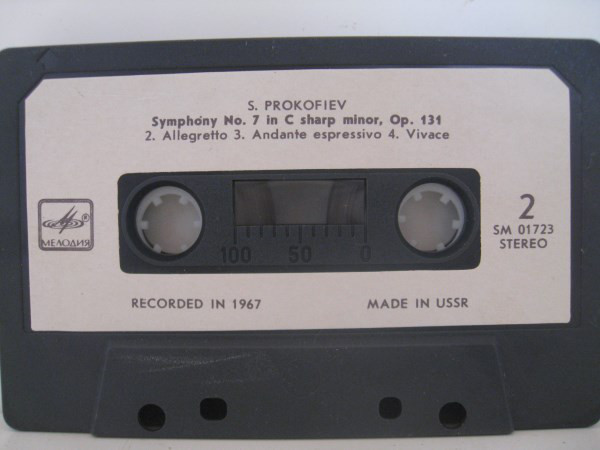 S. PROKOFIEV
Symphony No. 7 in C sharp minor, Op. 131
2. Allegretto 3. Andante espressivo 4. Vivace
®
МЕЛОДИЯ
2
SM 01723
STEREO
100 50 0
RECORDED IN 1967 MADE IN USSR